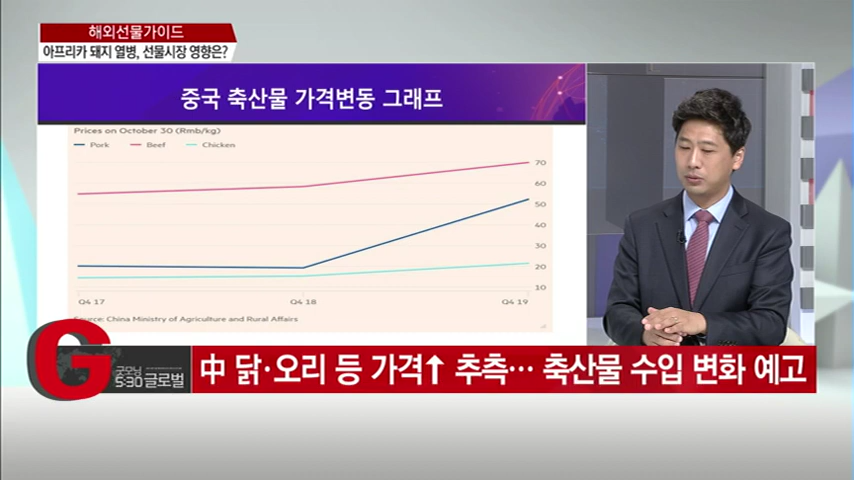 해외선물가이드
아프리카 돼지 열병, 선물시장 영향은?
중국 축산물 가격변동 그래프
Prices on October 30 (Rmb/kg)
Pork Beef Chicken
70
60
50
40
30
20
10
Q4 17 Q4 18 Q4 19
Source: China Ministry of Agriculture and Rural Affairs
G
굿모닝
5:30 글로벌
中 닭·오리 등 가격↑ 추측… 축산물 수입 변화 예고